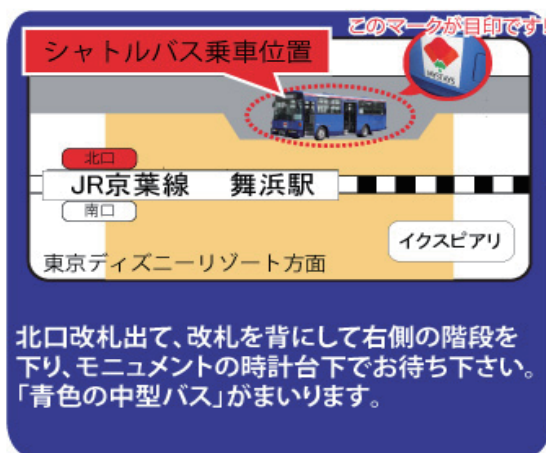 このマークが目印です!
シャトルバス乗車位置
北口
JR京葉線 舞浜駅
南口
イクスピアリ
東京ディズニーリゾート方面
北口改札出て、改札を背にして右側の階段を
下り、モニュメントの時計台下でお待ち下さい。
「青色の中型バス」がまいります。